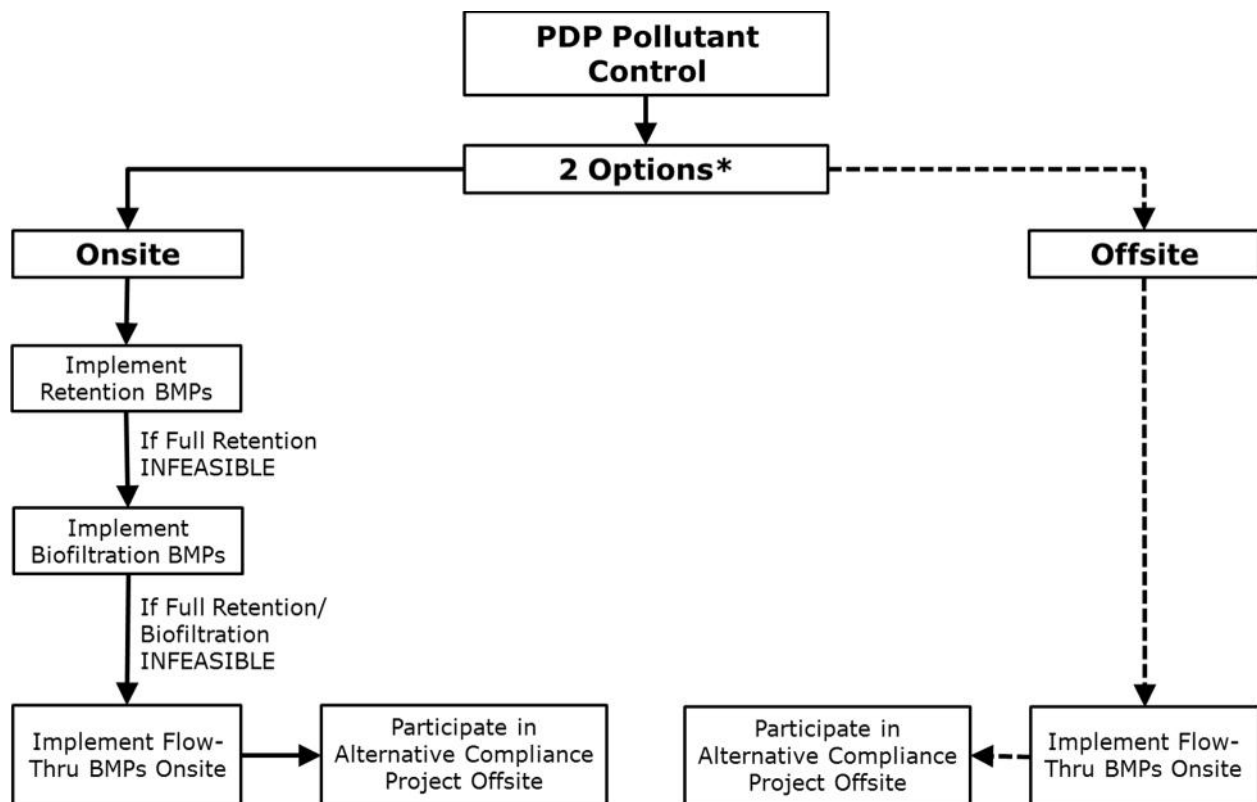 PDP Pollutant
Control
2 Options*
Onsite
Offsite
Implement
Retention BMPs
If Full Retention
INFEASIBLE
Implement
Biofiltration BMPs
If Full Retention/
Biofiltration
INFEASIBLE
Implement Flow-
Thru BMPs Onsite
Participate in
Alternative Compliance
Project Offsite
Participate in
Alternative Compliance
Project Offsite
Implement Flow-
Thru BMPs Onsite